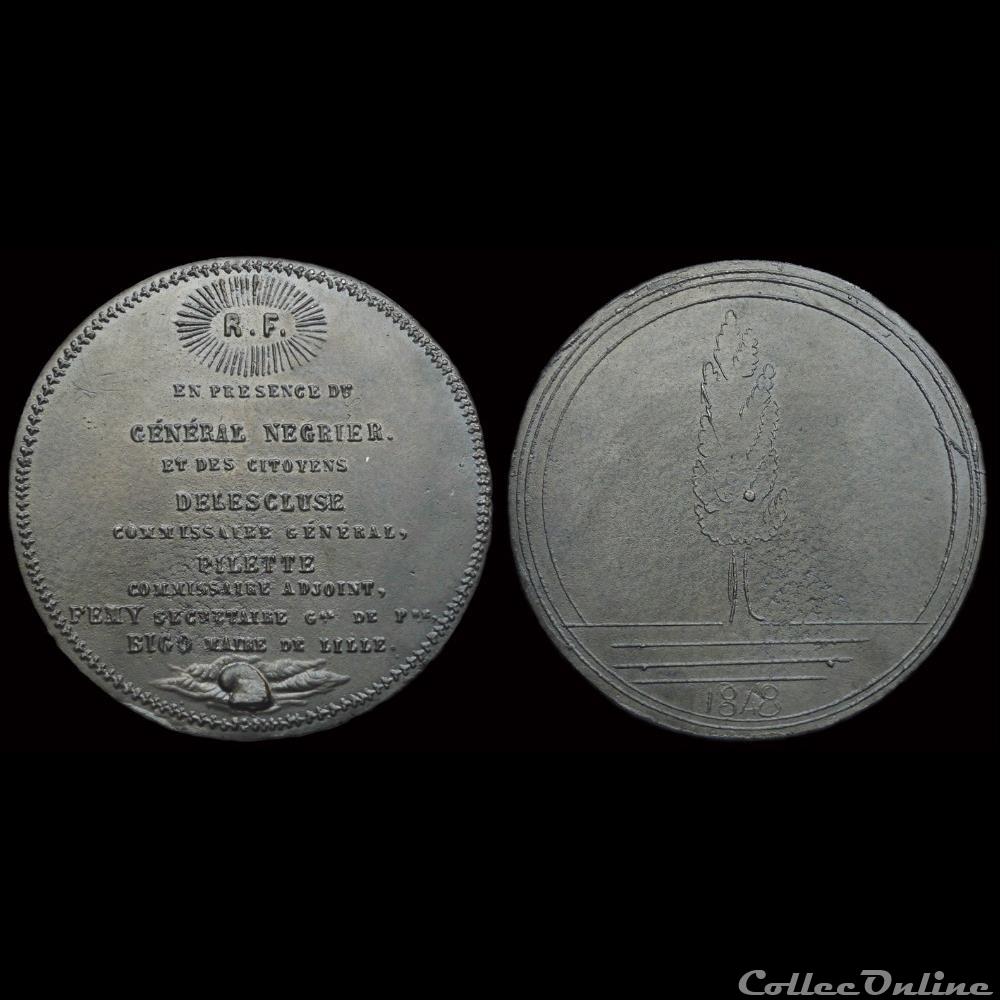 R. F.
EN PRESENCE DU
GÉNÉRAL NEGRIER.
ET DES CITOYENS
DELESCLUSE
COMMISSAIRE GÉNÉRAL,
PILETTE
COMMISSAIRE ADJOINT,
FEMY SECRETAIRE Gᵃˡ DE
BIGO MAIRE DE LILLE.
1848
CollecOnline